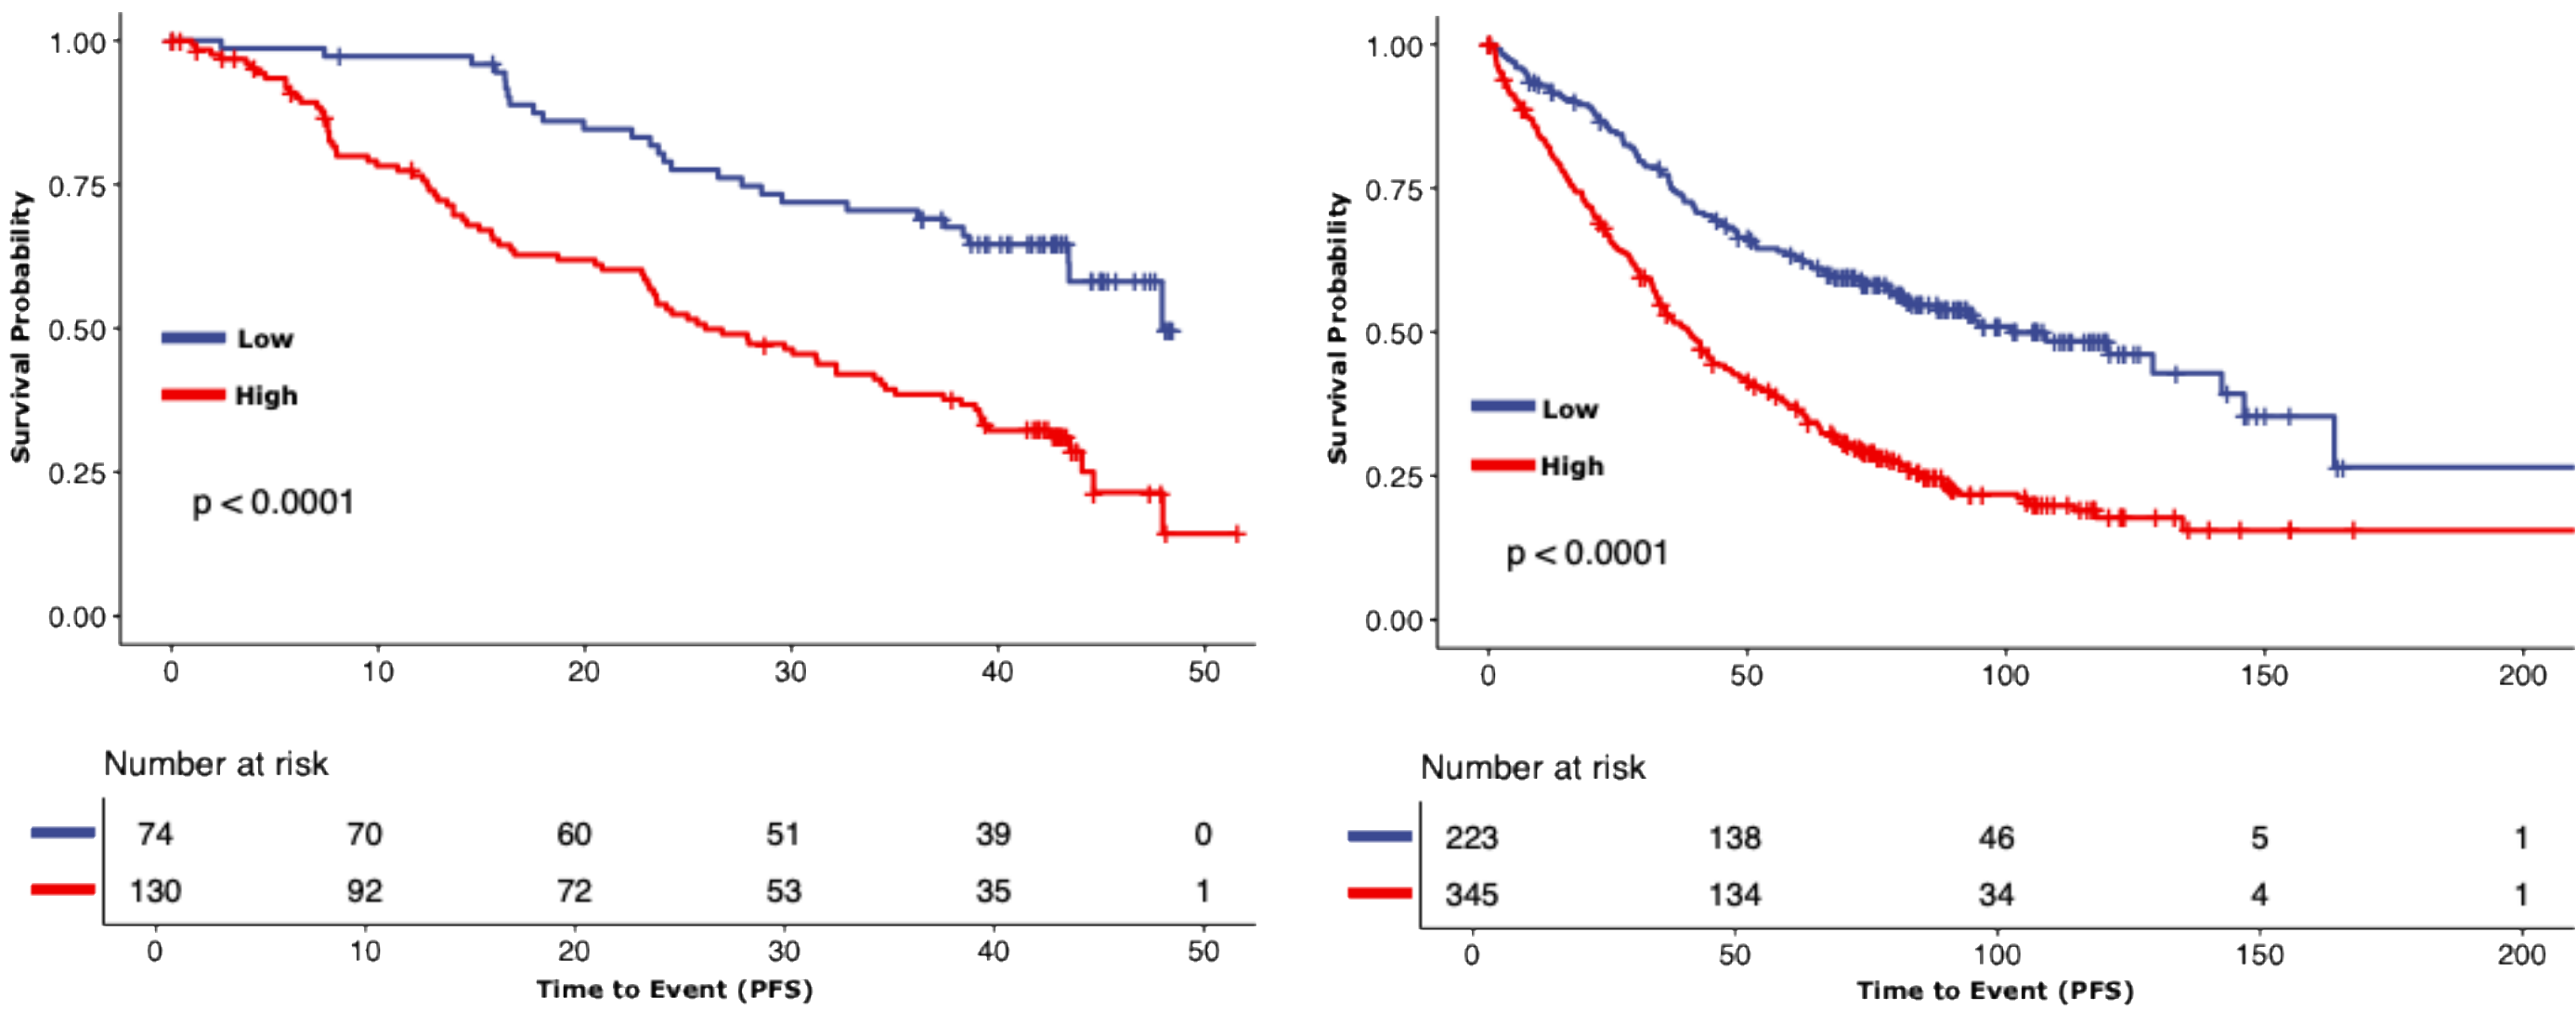 Survival Probability
1.00
0.75
0.50
0.25
0.00
Low
High
p < 0.0001
0 10 20 30 40 50
Number at risk
74 70 60 51 39 0
130 92 72 53 35 1
0 10 20 30 40 50
Time to Event (PFS)
Survival Probability
1.00
0.75
0.50
0.25
0.00
Low
High
p < 0.0001
0 50 100 150 200
Number at risk
223 138 46 5 1
345 134 34 4 1
0 50 100 150 200
Time to Event (PFS)